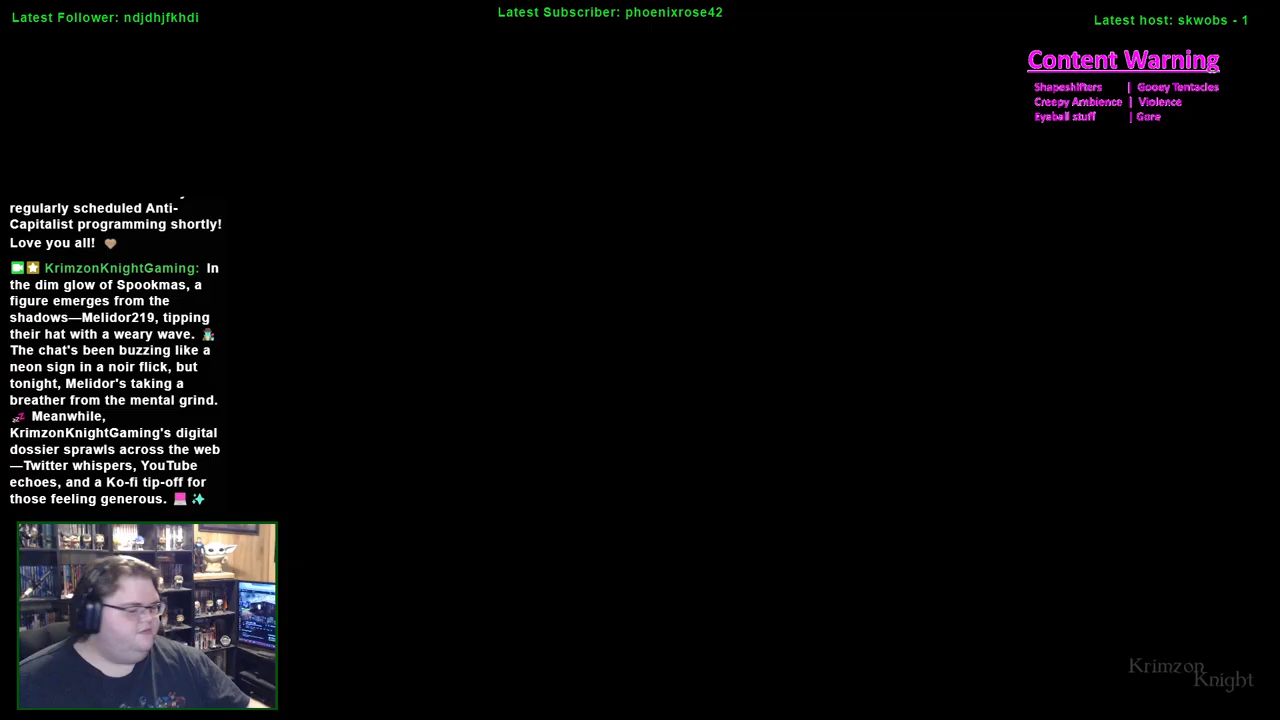 Latest Follower: ndjdhjfkhdi
Latest Subscriber: phoenixrose42
Latest host: skwobs - 1
Content Warning
Shapeshifters | Gooey Tentacles
Creepy Ambience | Violence
Eyeball stuff | Gore
regularly scheduled Anti-
Capitalist programming shortly!
Love you all!
KrimzonKnightGaming: In
the dim glow of Spookmas, a
figure emerges from the
shadows—Melidor219, tipping
their hat with a weary wave.
The chat's been buzzing like a
neon sign in a noir flick, but
tonight, Melidor's taking a
breather from the mental grind.
Meanwhile,
KrimzonKnightGaming's digital
dossier sprawls across the web
—Twitter whispers, YouTube
echoes, and a Ko-fi tip-off for
those feeling generous.
Krimzon
Knight